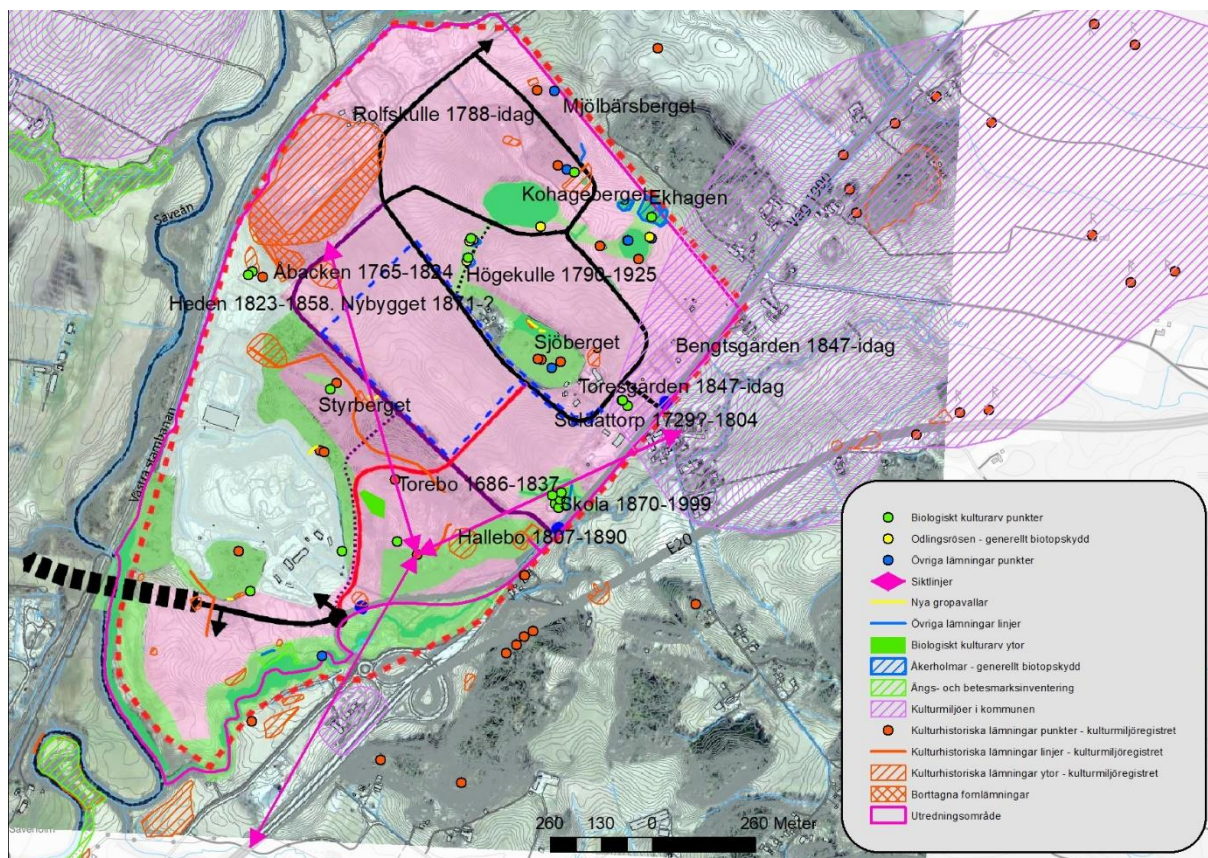 Rolfskulle 1788-idag
Mjölbärsberget
Säveån
Kohageberget
Ekhagen
Väg 1900
Åbacken 1765-1824
Högekulle 1790-1925
Heden 1823-1858. Nybygget 1871-?
Sjöberget
Bengtsgården 1847-idag
Styrberget
Toresgården 1847-idag
Soldattorp 1729?-1804
Västra stambanan
Torebo 1686-1837
Skola 1870-1999
Hallebo 1807-1890
E20
Biologiskt kulturarv punkter
Odlingsrösen - generellt biotopskydd
Övriga lämningar punkter
Siktlinjer
Nya gropavallar
Övriga lämningar linjer
Biologiskt kulturarv ytor
Åkerholmar - generellt biotopskydd
Ängs- och betesmarksinventering
Kulturmiljöer i kommunen
Kulturhistoriska lämningar punkter - kulturmiljöregistret
Kulturhistoriska lämningar linjer - kulturmiljöregistret
Kulturhistoriska lämningar ytor - kulturmiljöregistret
Borttagna fornlämningar
Utredningsområde
260 130 0 260 Meter
Säveholm